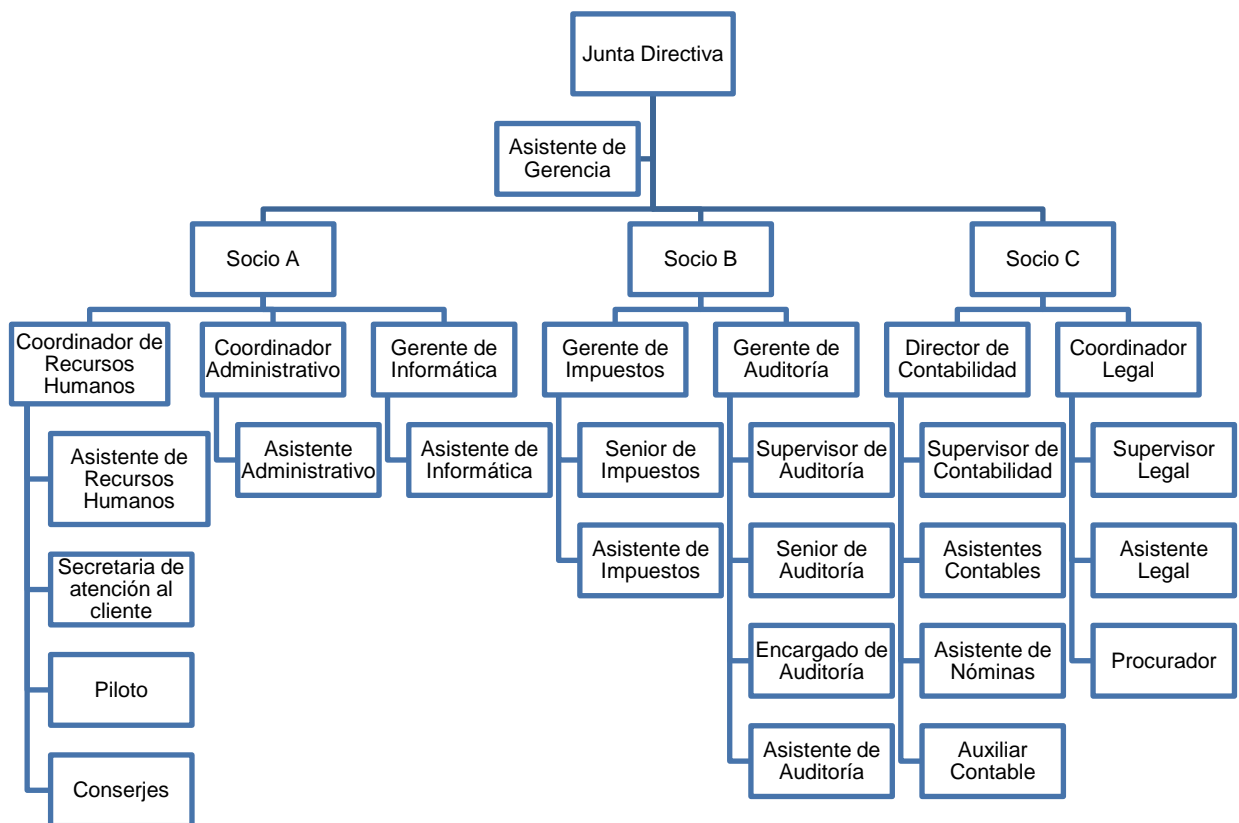 Junta Directiva
Asistente de
Gerencia
Socio A
Socio B
Socio C
Coordinador de
Recursos
Humanos
Coordinador
Administrativo
Gerente de
Informática
Gerente de
Impuestos
Gerente de
Auditoría
Director de
Contabilidad
Coordinador
Legal
Asistente de
Recursos
Humanos
Secretaria de
atención al
cliente
Piloto
Conserjes
Asistente
Administrativo
Asistente de
Informática
Senior de
Impuestos
Asistente de
Impuestos
Supervisor de
Auditoría
Senior de
Auditoría
Encargado de
Auditoría
Asistente de
Auditoría
Supervisor de
Contabilidad
Asistentes
Contables
Asistente de
Nóminas
Auxiliar
Contable
Supervisor
Legal
Asistente
Legal
Procurador